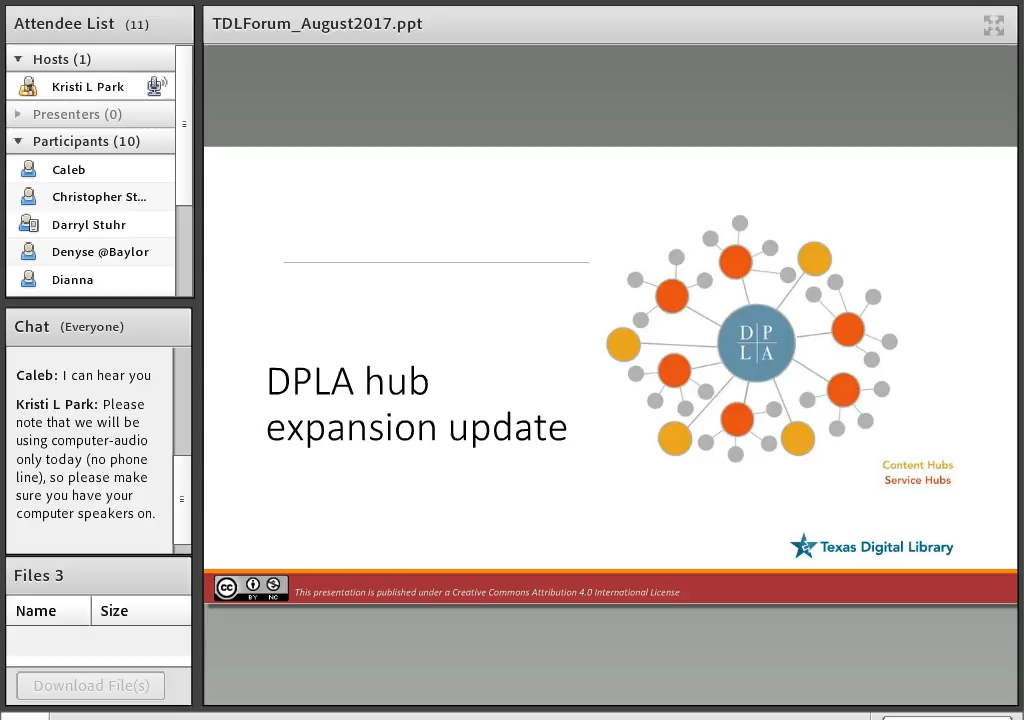 Attendee List (11)
Hosts (1)
Kristi L Park
Presenters (0)
Participants (10)
Caleb
Christopher St...
Darryl Stuhr
Denyse @Baylor
Dianna
Chat (Everyone)
Caleb: I can hear you
Kristi L Park: Please
note that we will be
using computer-audio
only today (no phone
line), so please make
sure you have your
computer speakers on.
Files 3
Name Size
Download File(s)
TDLForum_August2017.ppt
DPLA hub
expansion update
D P
L A
Content Hubs
Service Hubs
Texas Digital Library
cc BY NC
This presentation is published under a Creative Commons Attribution 4.0 International License